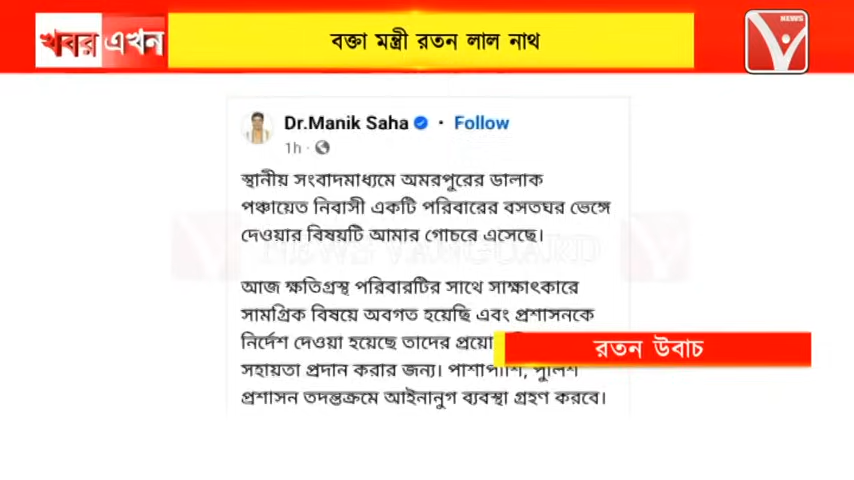 খবর এখন
বক্তা মন্ত্রী রতন লাল নাথ
NEWS
V
Dr.Manik Saha · Follow
1h ·
স্থানীয় সংবাদমাধ্যমে অমরপুরের ডালাক
পঞ্চায়েত নিবাসী একটি পরিবারের বসতঘর ভেঙ্গে
দেওয়ার বিষয়টি আমার গোচরে এসেছে।
NEWS VANGUARD
আজ ক্ষতিগ্রস্থ পরিবারটির সাথে সাক্ষাৎকারে
সামগ্রিক বিষয়ে অবগত হয়েছি এবং প্রশাসনকে
নির্দেশ দেওয়া হয়েছে তাদের
রতন উবাচ
সহায়তা প্রদান করার জন্য। পাশাপাশি, পুলিশ
প্রশাসন তদন্তক্রমে আইনানুগ ব্যবস্থা গ্রহণ করবে।